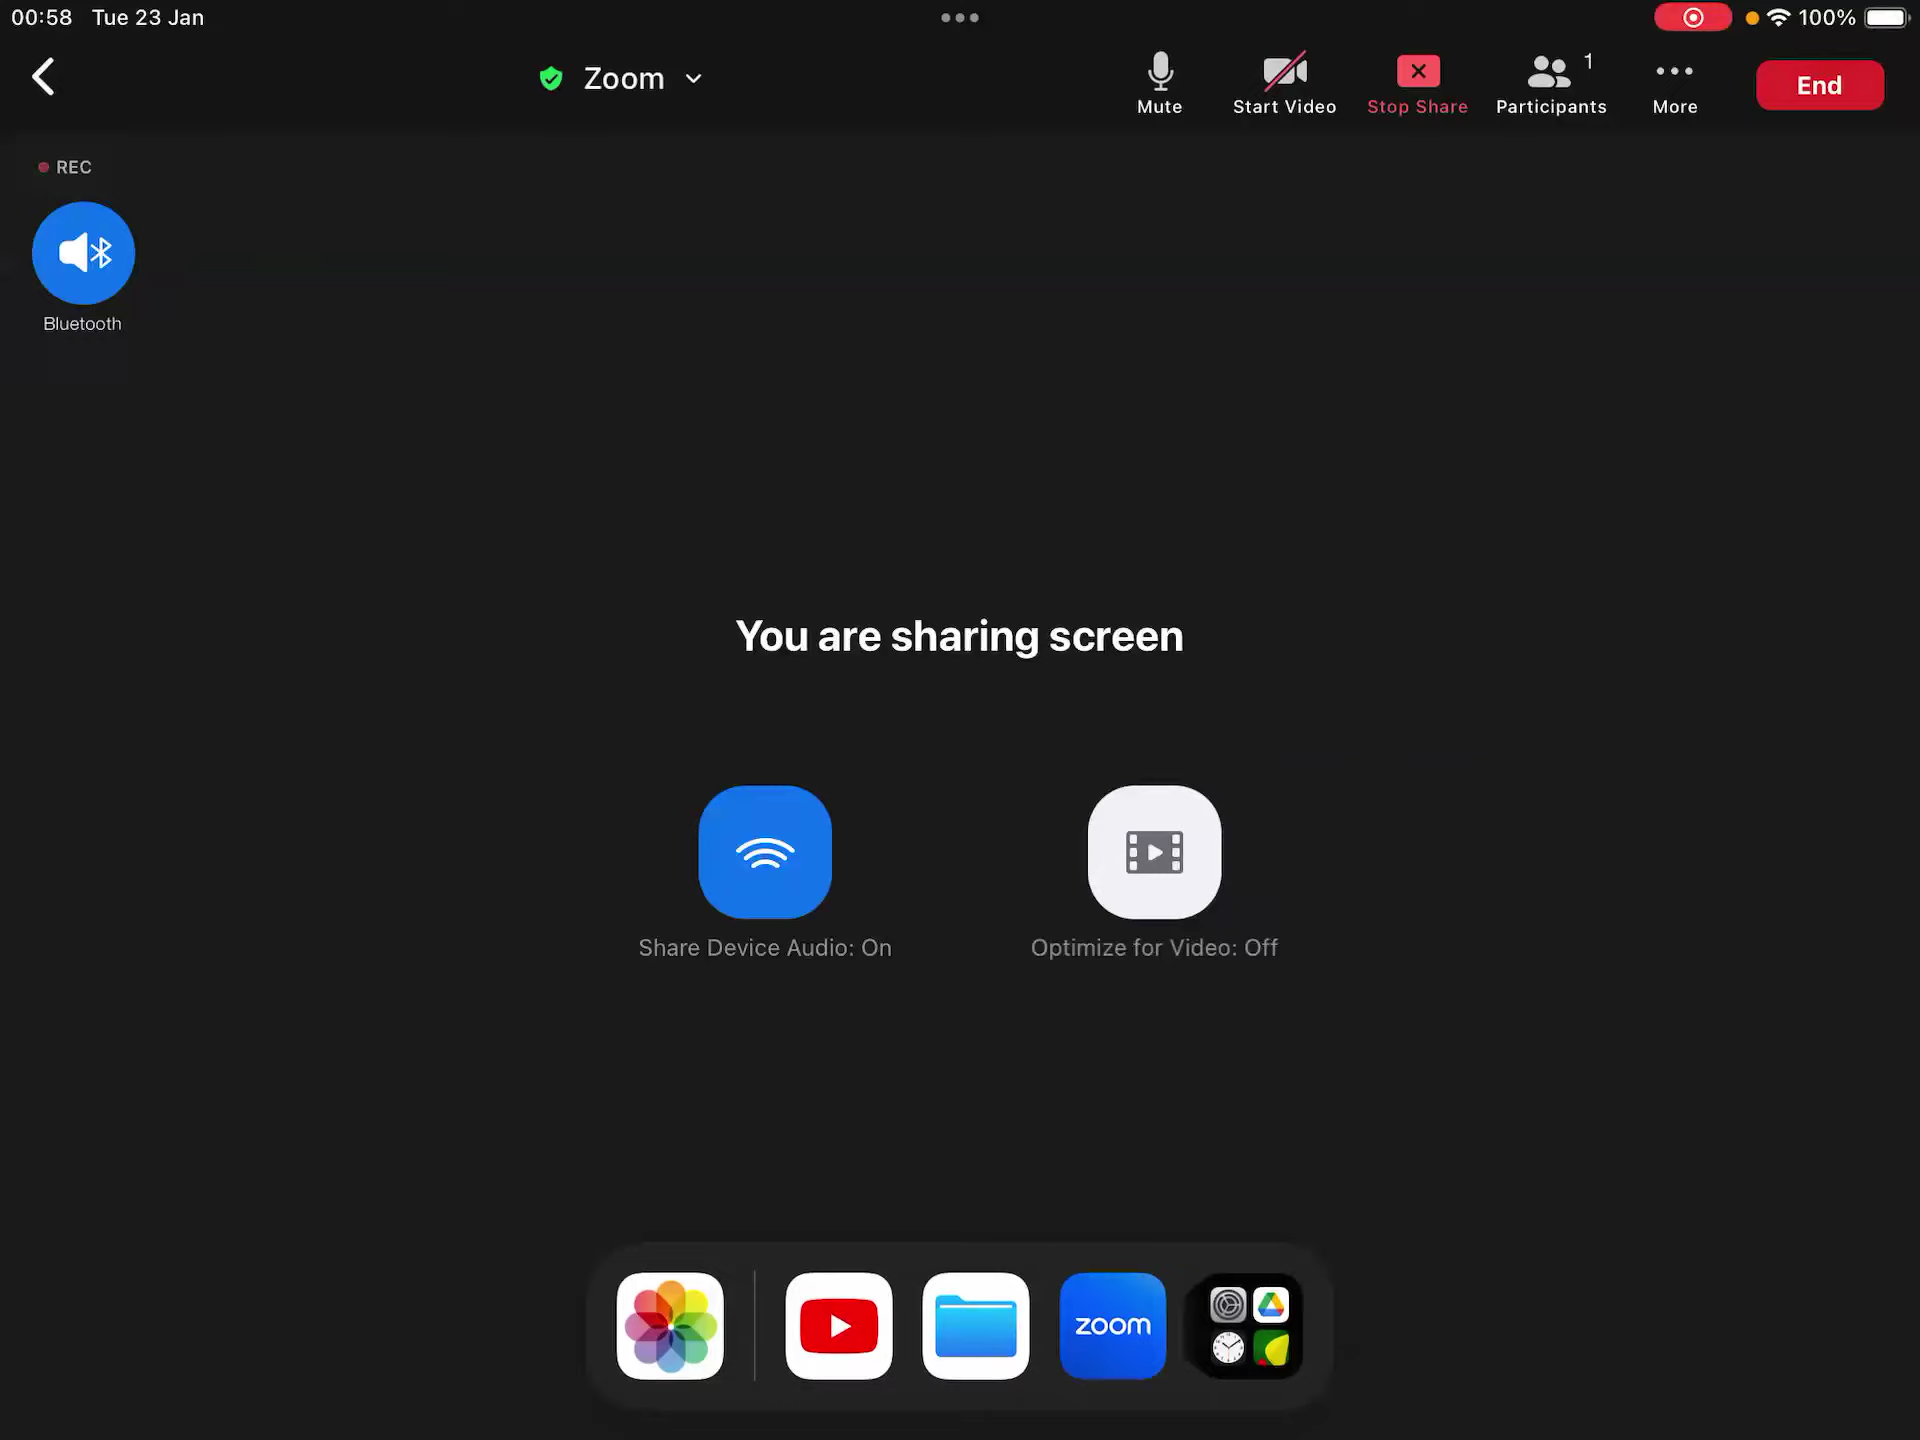 00:58 Tue 23 Jan
100%
Zoom
Mute
Start Video
Stop Share
Participants
1
More
End
REC
Bluetooth
You are sharing screen
Share Device Audio: On
Optimize for Video: Off
zoom